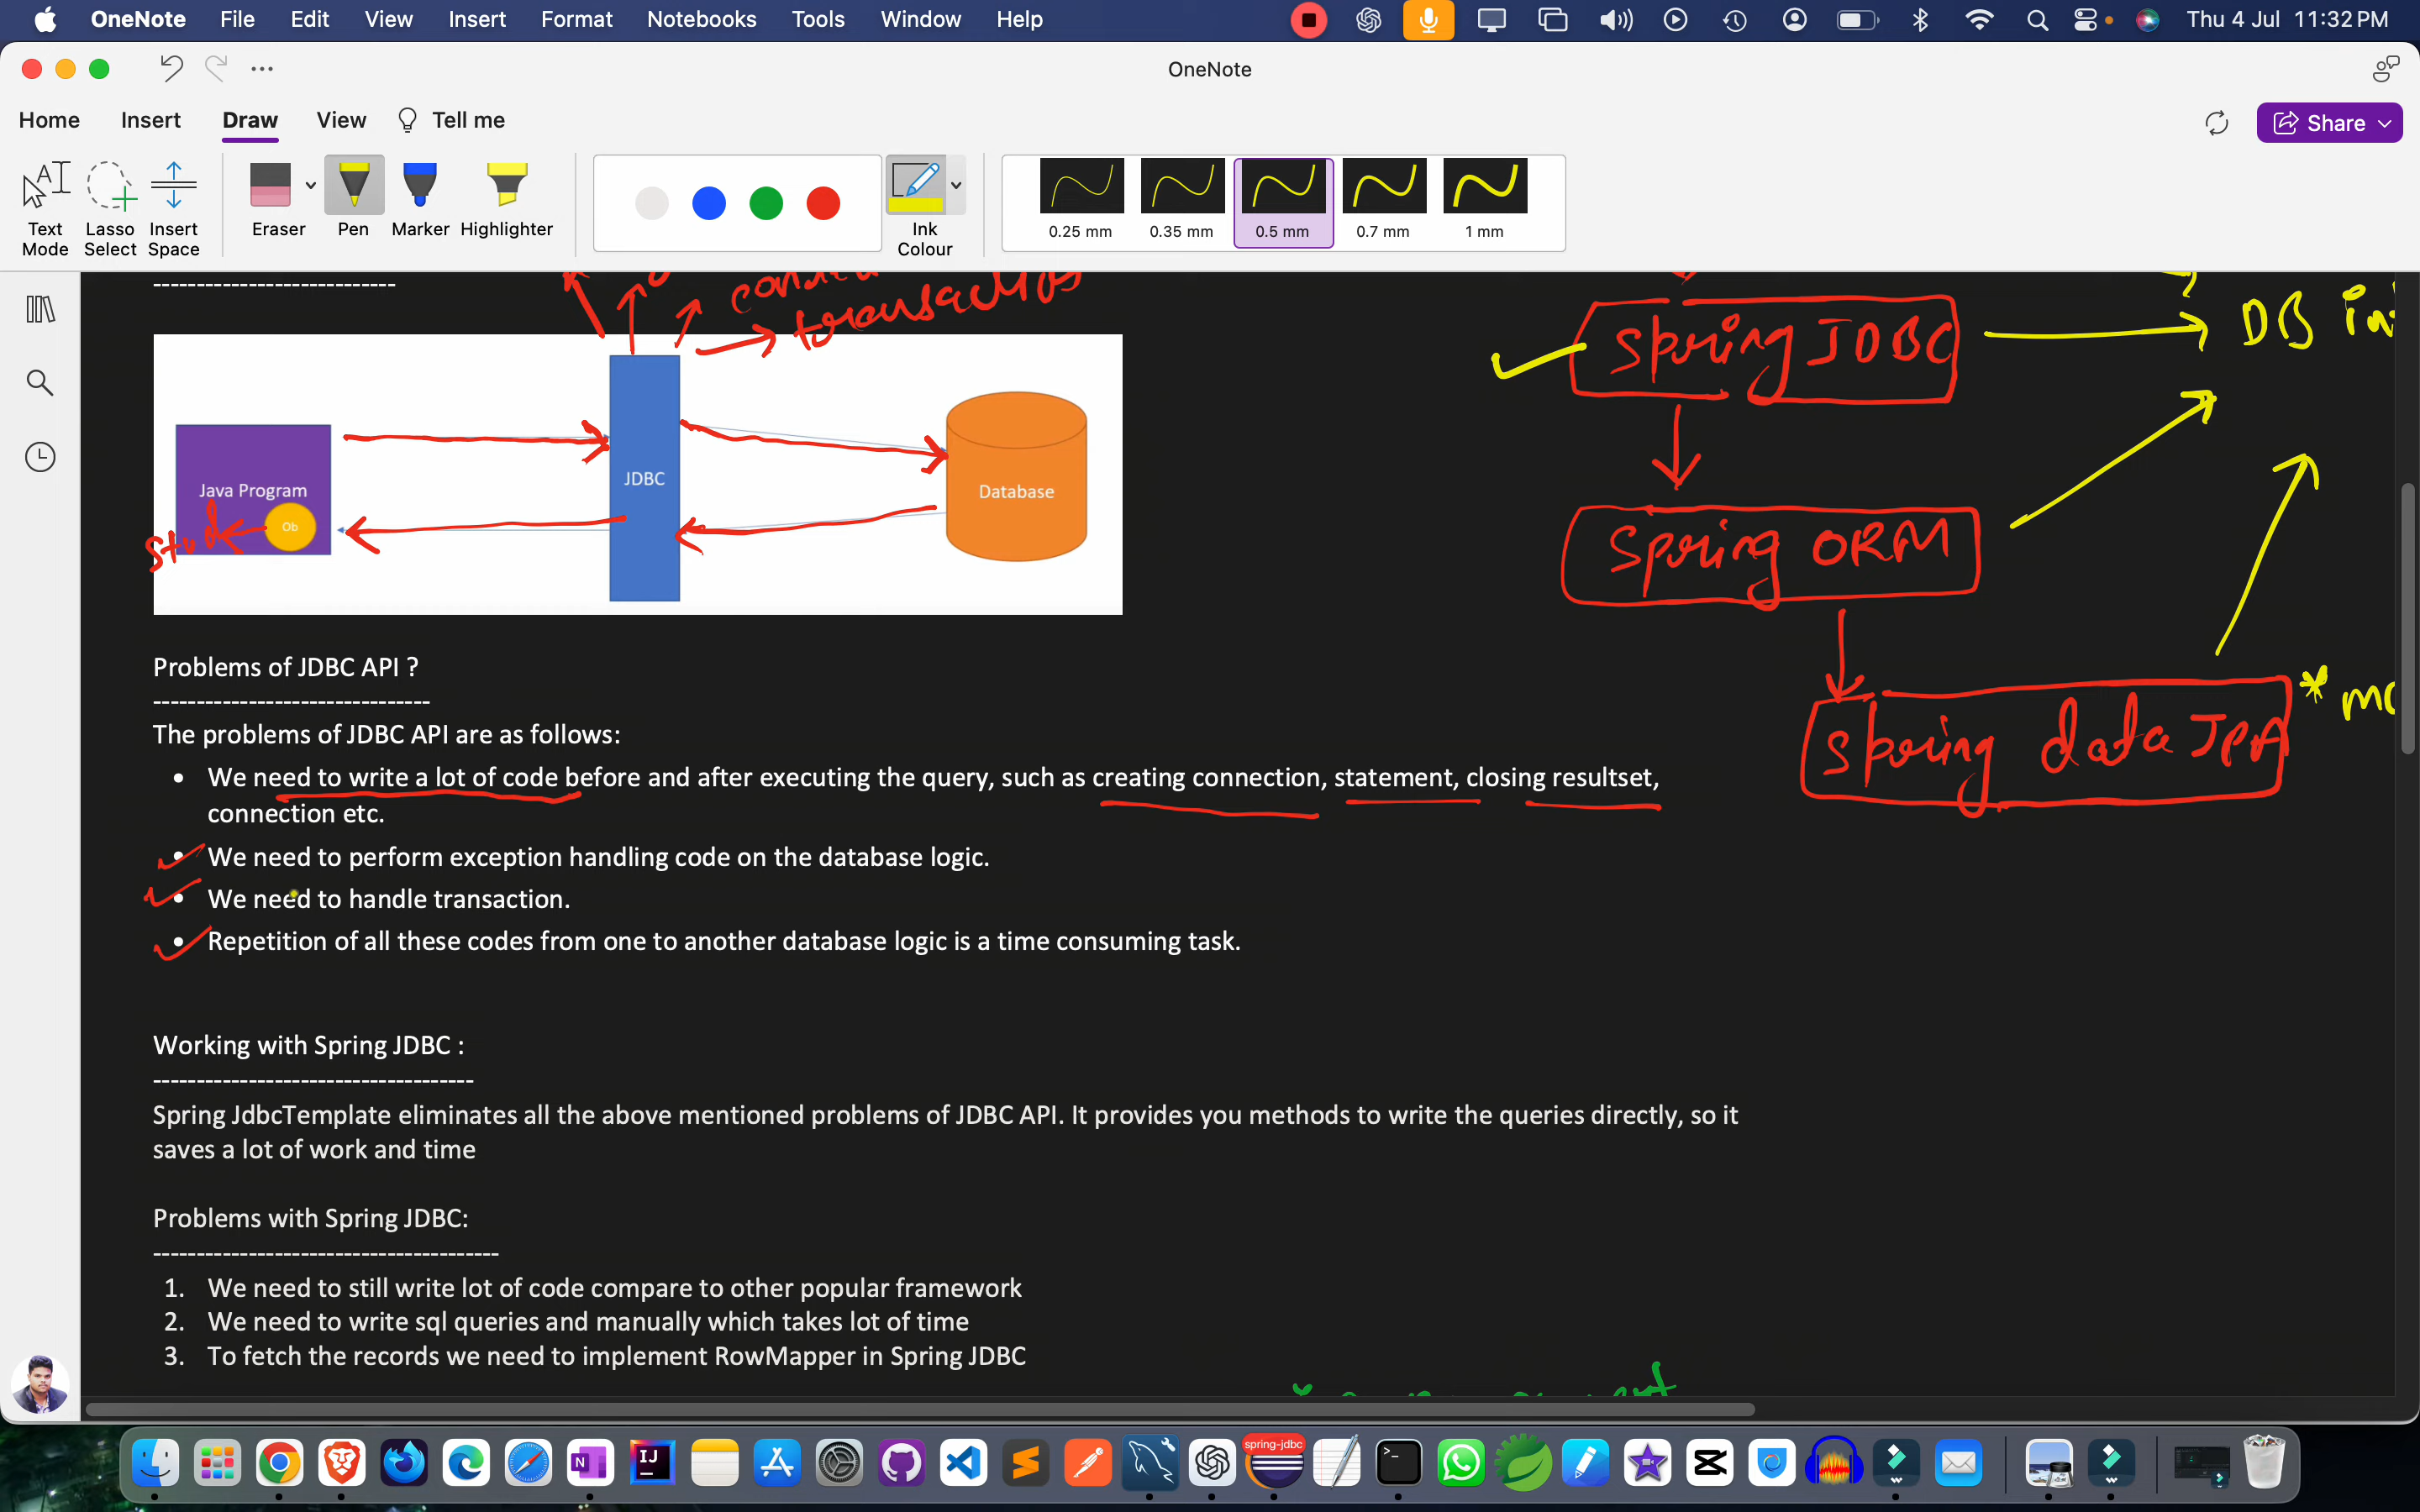 OneNote File Edit View Insert Format Notebooks Tools Window Help Thu 4 Jul 11:32 PM
OneNote
Home Insert Draw View Tell me Share
Text Mode
Lasso Select
Insert Space
Eraser
Pen
Marker
Highlighter
Ink Colour
0.25 mm 0.35 mm 0.5 mm 0.7 mm 1 mm
---------------------------
transactions
Java Program
Ob
Stud
JDBC
Database
Spring JDBC
DB in
Spring ORM
Spring data JPA
* mo
Problems of JDBC API ?
-------------------------------
The problems of JDBC API are as follows:
• We need to write a lot of code before and after executing the query, such as creating connection, statement, closing resultset,
connection etc.
• We need to perform exception handling code on the database logic.
• We need to handle transaction.
• Repetition of all these codes from one to another database logic is a time consuming task.
Working with Spring JDBC :
------------------------------------
Spring JdbcTemplate eliminates all the above mentioned problems of JDBC API. It provides you methods to write the queries directly, so it
saves a lot of work and time
Problems with Spring JDBC:
---------------------------------------
1. We need to still write lot of code compare to other popular framework
2. We need to write sql queries and manually which takes lot of time
3. To fetch the records we need to implement RowMapper in Spring JDBC
spring-jdbc